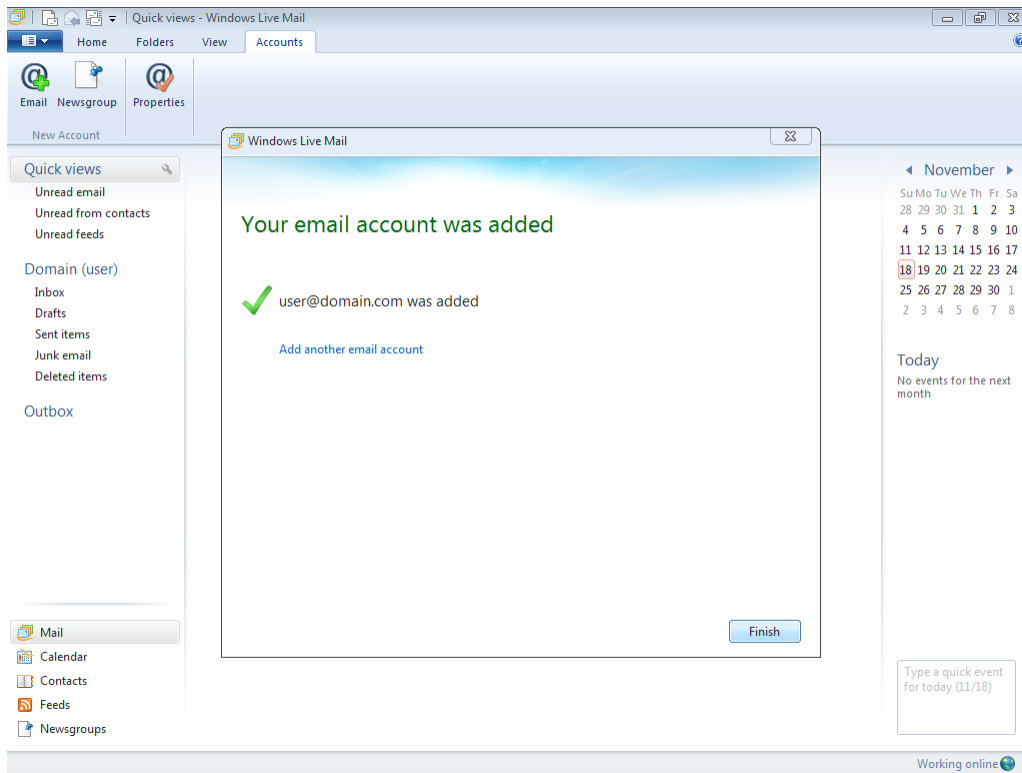 Quick views - Windows Live Mail
Home Folders View Accounts
Email Newsgroup Properties
New Account
Quick views
Unread email
Unread from contacts
Unread feeds
Domain (user)
Inbox
Drafts
Sent items
Junk email
Deleted items
Outbox
Mail
Calendar
Contacts
Feeds
Newsgroups
Windows Live Mail
Your email account was added
user@domain.com was added
Add another email account
Finish
November
Su Mo Tu We Th Fr Sa
28 29 30 31 1 2 3
4 5 6 7 8 9 10
11 12 13 14 15 16 17
18 19 20 21 22 23 24
25 26 27 28 29 30 1
2 3 4 5 6 7 8
Today
No events for the next
month
Type a quick event
for today (11/18)
Working online